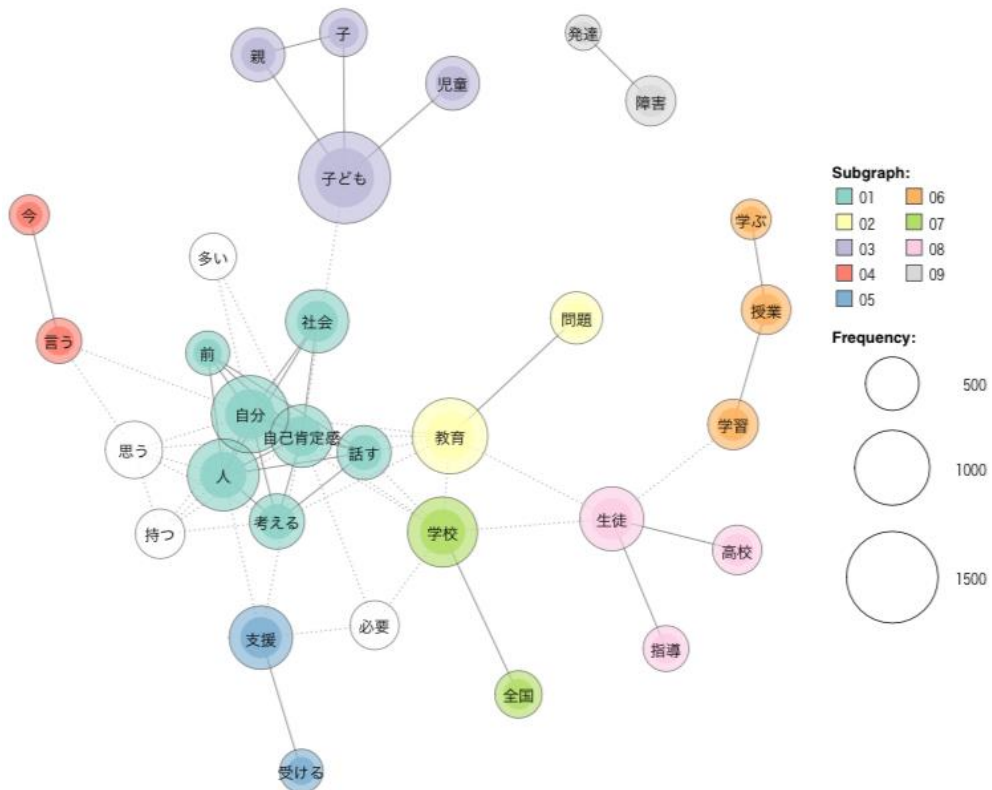 子
親
児童
子ども
発達
障害
今
言う
多い
社会
前
自分
自己肯定感
思う
人
話す
持つ
考える
教育
問題
学校
生徒
高校
指導
全国
支援
必要
受ける
学ぶ
授業
学習
Subgraph:
01 06
02 07
03 08
04 09
05
Frequency:
500
1000
1500